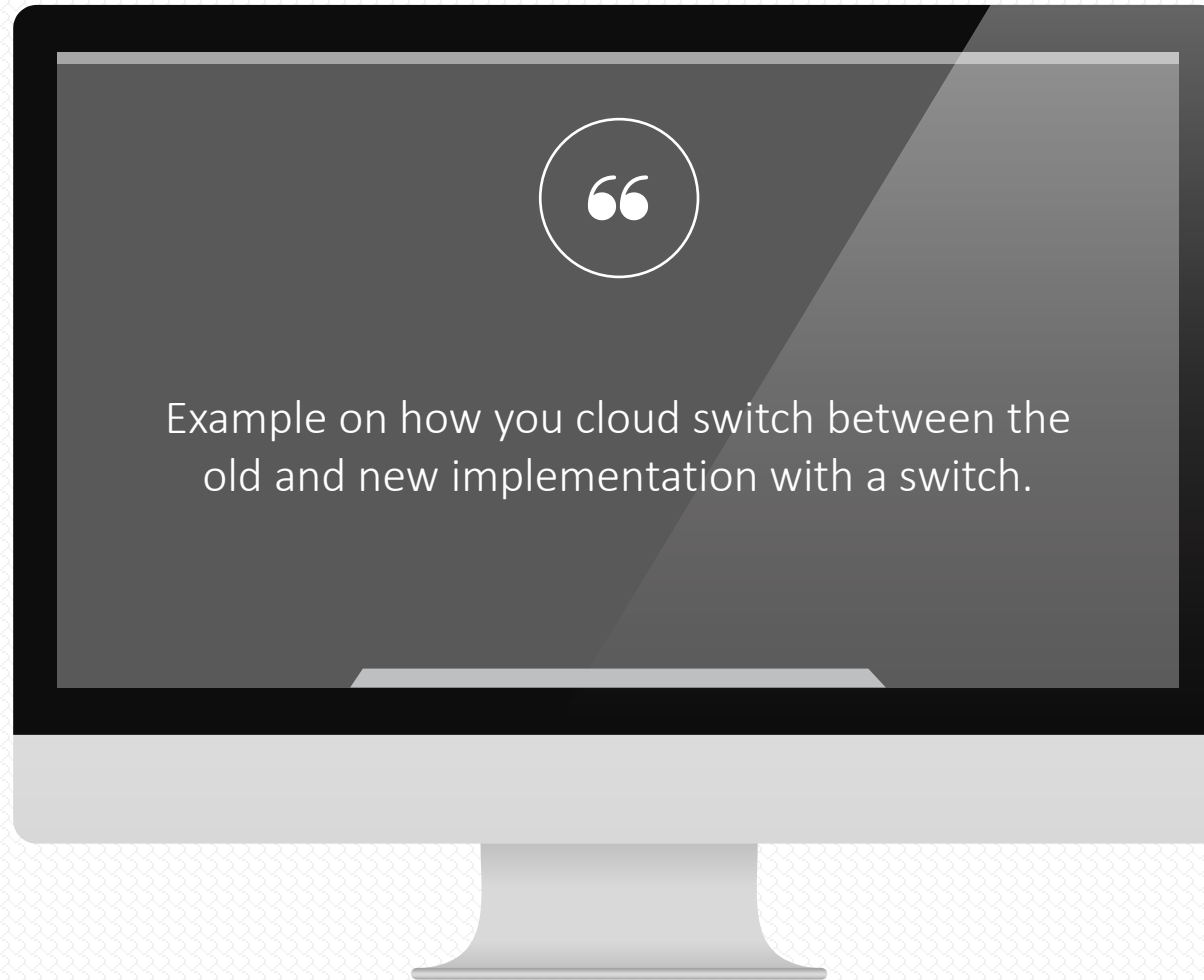 “
Example on how you cloud switch between the
old and new implementation with a switch.